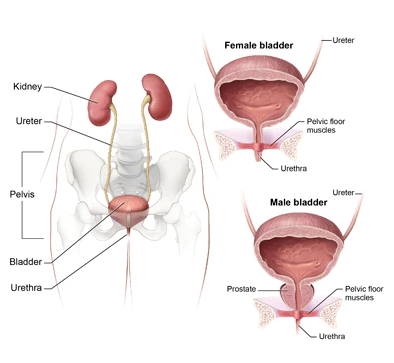 Kidney
Ureter
Pelvis
Bladder
Urethra
Female bladder
Ureter
Pelvic floor
muscles
Urethra
Male bladder
Ureter
Prostate
Pelvic floor
muscles
Urethra